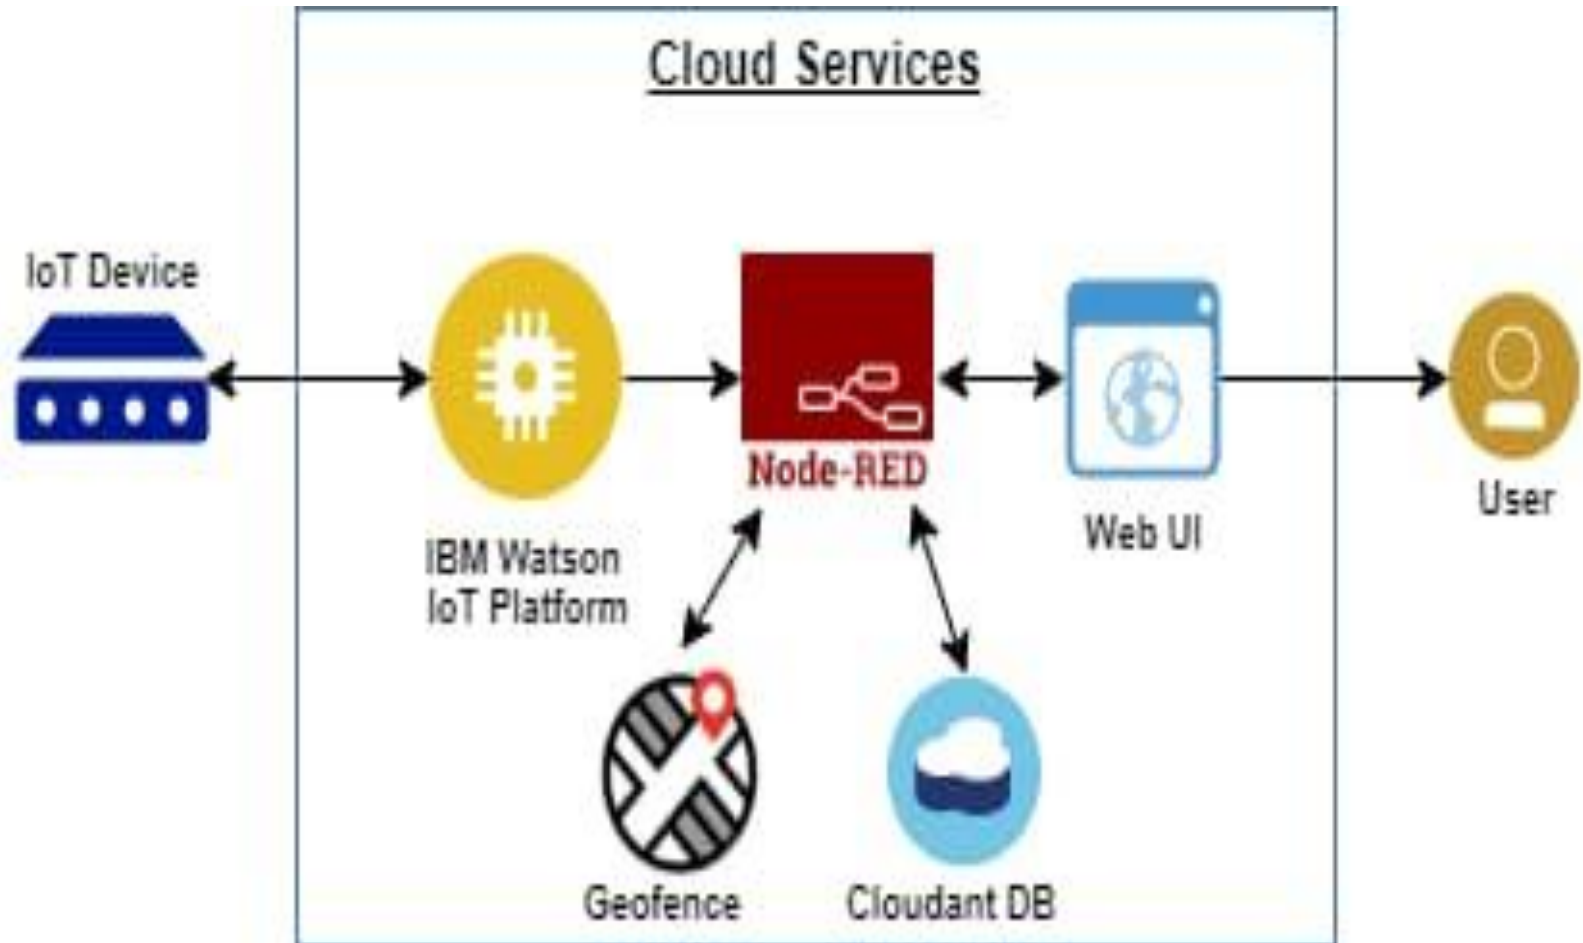 Cloud Services
IoT Device
Node-RED
User
Web UI
IBM Watson
IoT Platform
Geofence
Cloudant DB